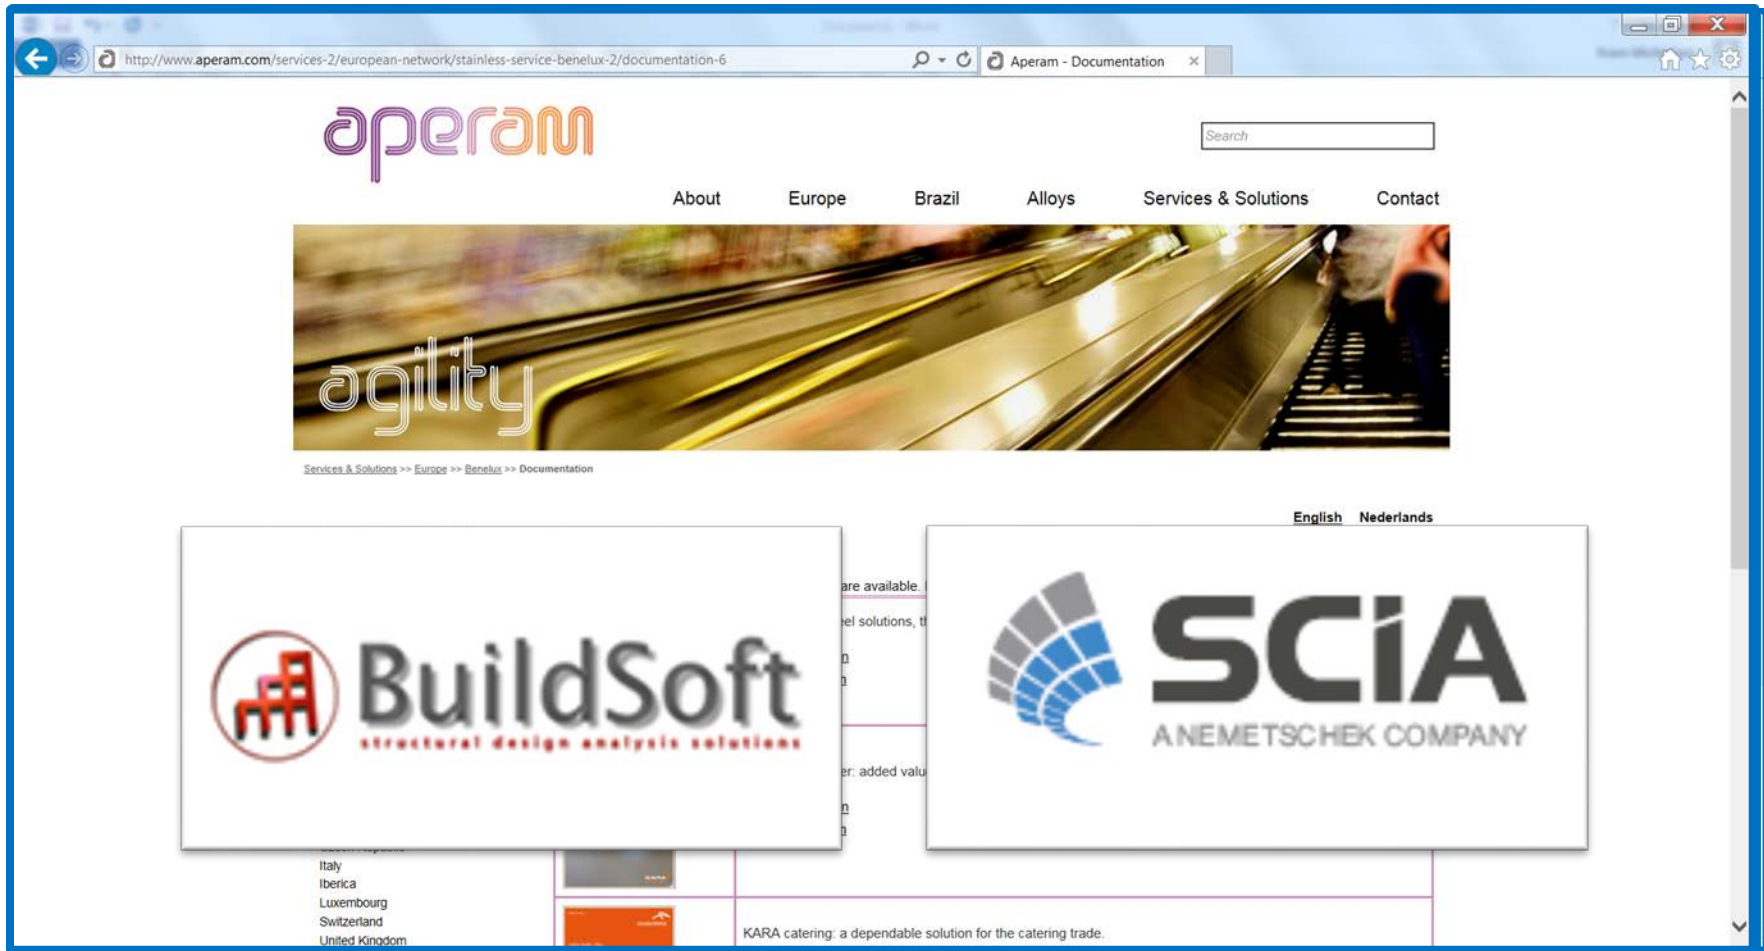 http://www.aperam.com/services-2/european-network/stainless-service-benelux-2/documentation-6
Aperam - Documentation
aperam
Search
About Europe Brazil Alloys Services & Solutions Contact
agility
Services & Solutions >> Europe >> Benelux >> Documentation
English Nederlands
are available.
solutions,
BuildSoft
structural design analysis solutions
SCiA
A NEMETSCHEK COMPANY
added
Italy
Iberica
Luxembourg
Switzerland
United Kingdom
KARA catering: a dependable solution for the catering trade.